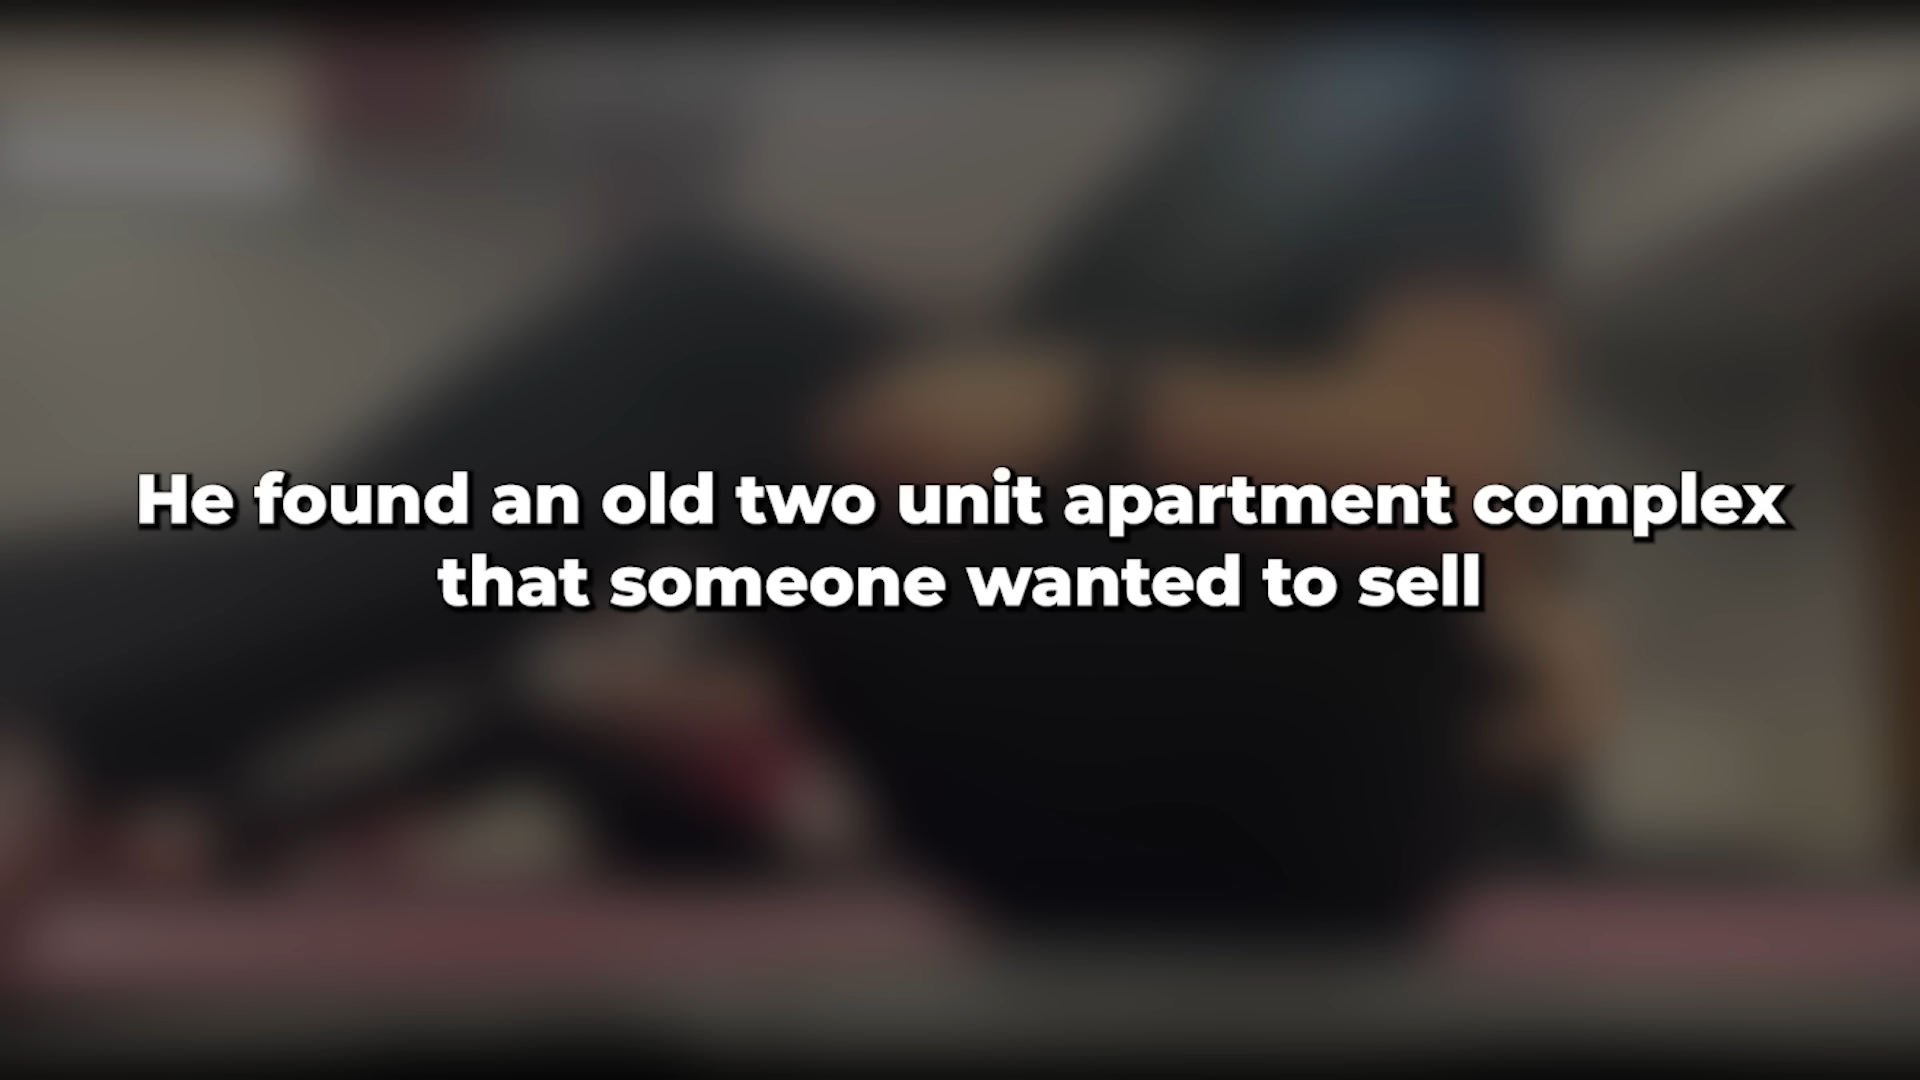 He found an old two unit apartment complex
that someone wanted to sell